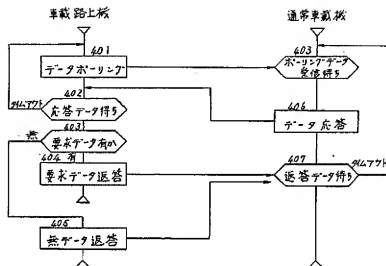 車載路上機
通常車載機
401
データポーリング
403
ポーリングデータ
受信待ち
402
タイムアウト
応答データ待ち
406
データ応答
403
無
要求データ有か
404 有
要求データ返答
407
タイムアウト
返答データ待ち
405
無データ返答